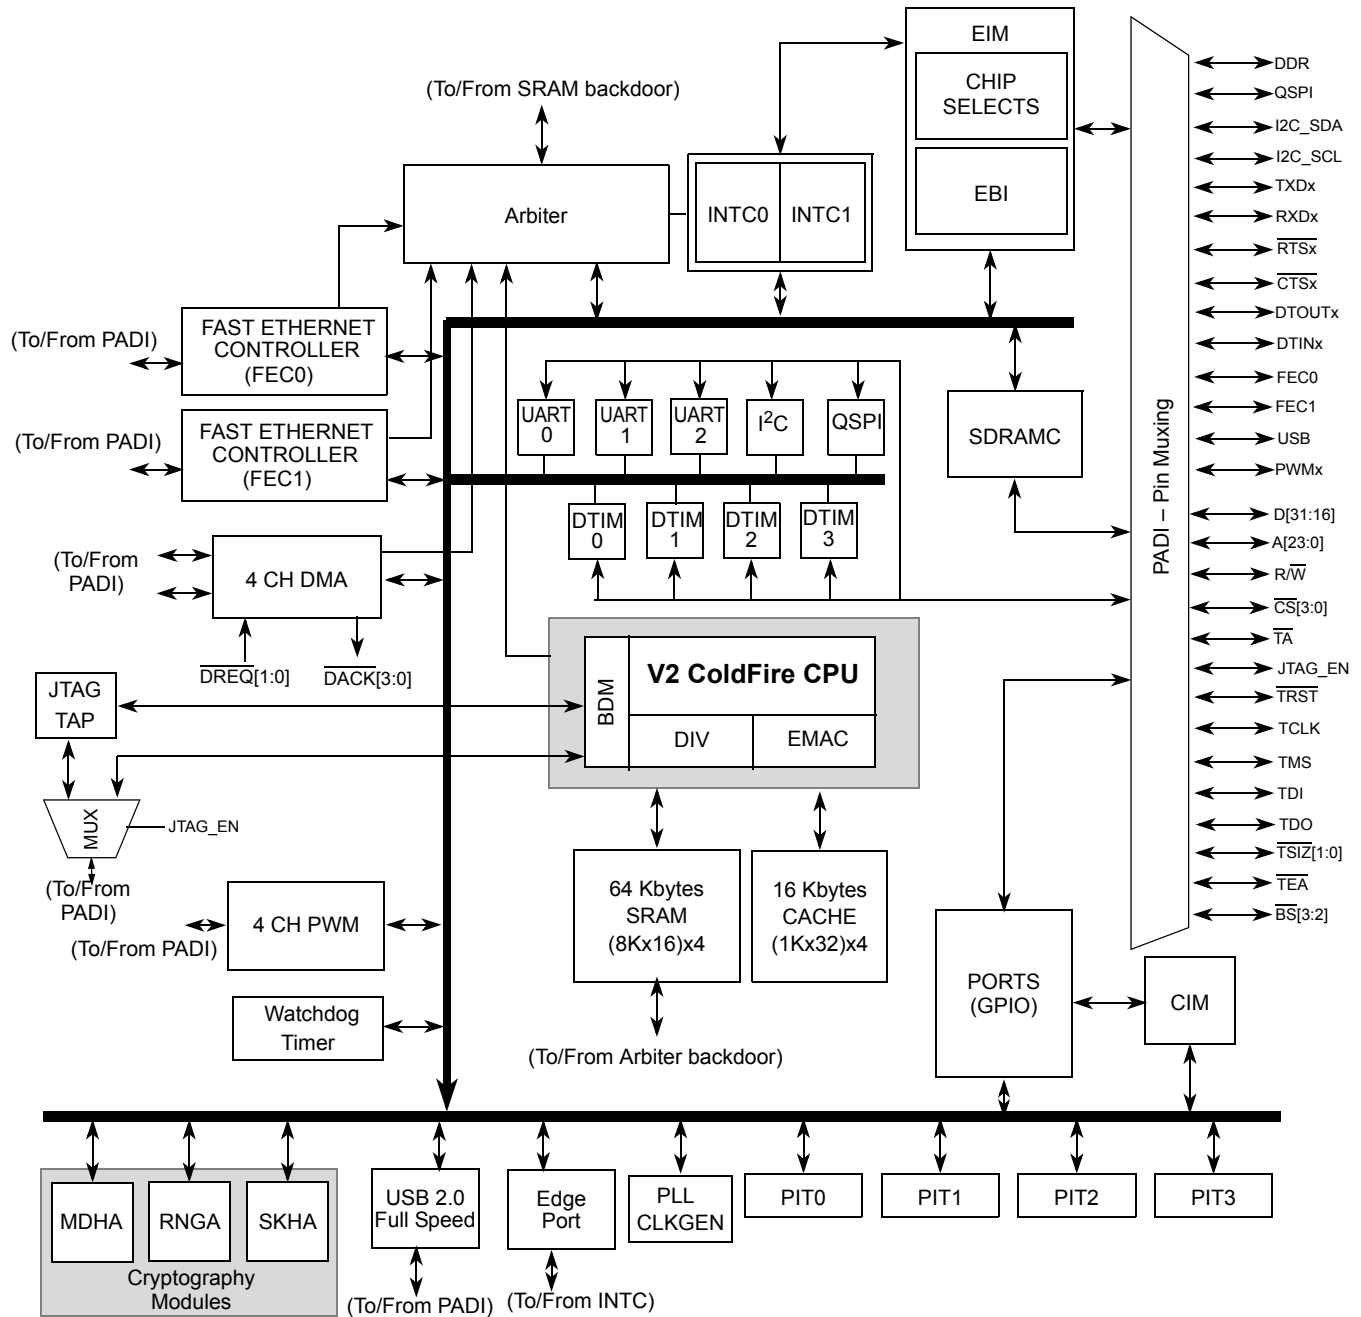 EIM
CHIP
SELECTS
EBI
(To/From SRAM backdoor)
Arbiter
INTC0
INTC1
FAST ETHERNET
CONTROLLER
(FEC0)
(To/From PADI)
FAST ETHERNET
CONTROLLER
(FEC1)
(To/From PADI)
UART
0
UART
1
UART
2
I²C
QSPI
DTIM
0
DTIM
1
DTIM
2
DTIM
3
SDRAMC
(To/From
PADI)
4 CH DMA
DREQ[1:0]
DACK[3:0]
JTAG
TAP
BDM
V2 ColdFire CPU
DIV
EMAC
MUX
JTAG_EN
(To/From
PADI)
4 CH PWM
(To/From PADI)
64 Kbytes
SRAM
(8Kx16)x4
16 Kbytes
CACHE
(1Kx32)x4
(To/From Arbiter backdoor)
Watchdog
Timer
PORTS
(GPIO)
CIM
PADI – Pin Muxing
DDR
QSPI
I2C_SDA
I2C_SCL
TXDx
RXDx
RTSx
CTSx
DTOUTx
DTINx
FEC0
FEC1
USB
PWMx
D[31:16]
A[23:0]
R/W
CS[3:0]
TA
JTAG_EN
TRST
TCLK
TMS
TDI
TDO
TSIZ[1:0]
TEA
BS[3:2]
MDHA
RNGA
SKHA
Cryptography
Modules
USB 2.0
Full Speed
(To/From PADI)
Edge
Port
(To/From INTC)
PLL
CLKGEN
PIT0
PIT1
PIT2
PIT3